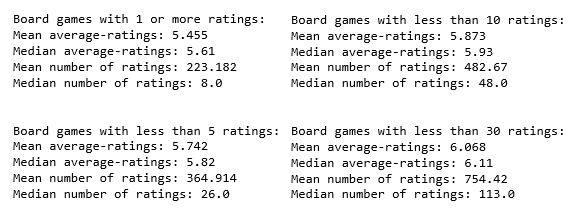 Board games with 1 or more ratings:
Mean average-ratings: 5.455
Median average-ratings: 5.61
Mean number of ratings: 223.182
Median number of ratings: 8.0
Board games with less than 10 ratings:
Mean average-ratings: 5.873
Median average-ratings: 5.93
Mean number of ratings: 482.67
Median number of ratings: 48.0
Board games with less than 5 ratings:
Mean average-ratings: 5.742
Median average-ratings: 5.82
Mean number of ratings: 364.914
Median number of ratings: 26.0
Board games with less than 30 ratings:
Mean average-ratings: 6.068
Median average-ratings: 6.11
Mean number of ratings: 754.42
Median number of ratings: 113.0